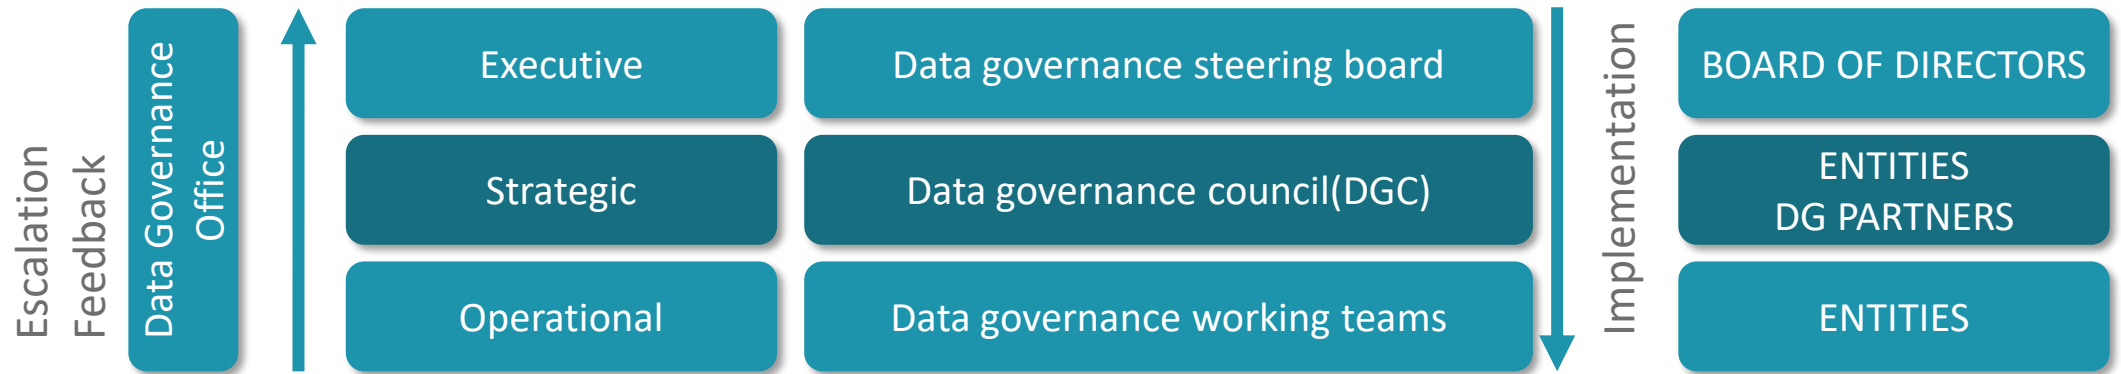 Escalation
Feedback
Data Governance
Office
Executive
Data governance steering board
Implementation
BOARD OF DIRECTORS
Strategic
Data governance council(DGC)
ENTITIES
DG PARTNERS
Operational
Data governance working teams
ENTITIES